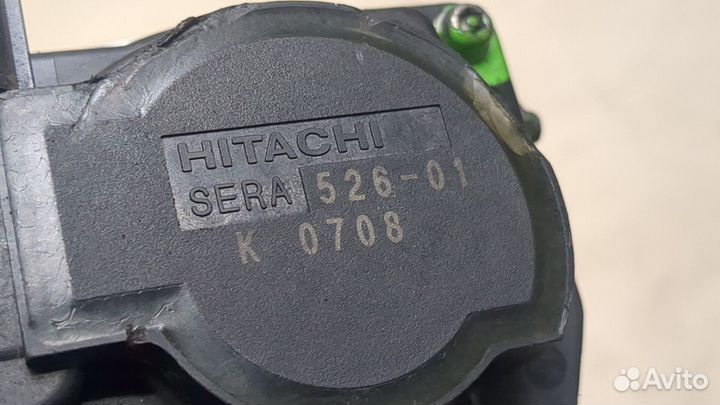 HITACHI
SERA 526-01
K 0708
Avito